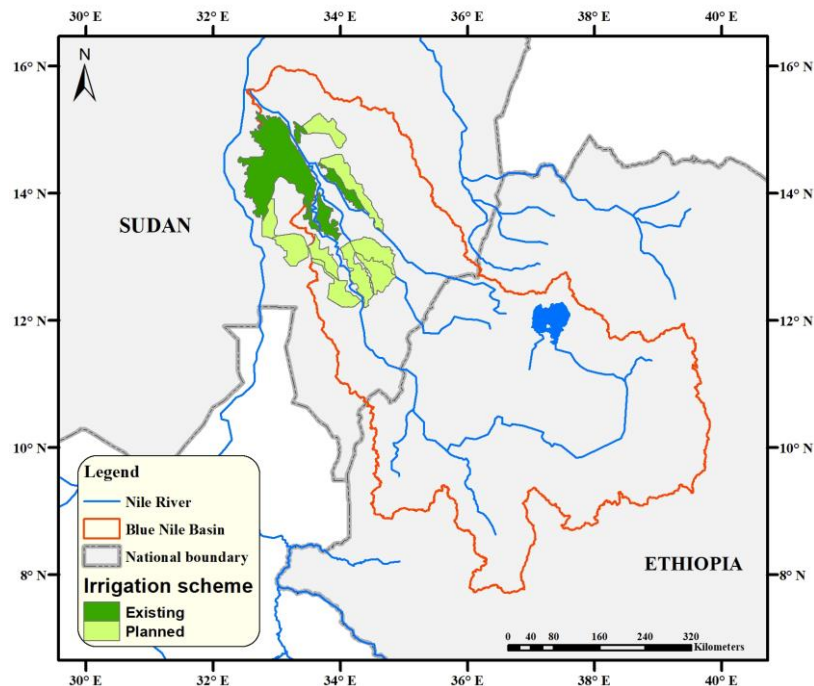 30° E 32° E 34° E 36° E 38° E 40° E
N
16° N 16° N
14° N 14° N
SUDAN
12° N 12° N
10° N 10° N
Legend
Nile River
Blue Nile Basin
National boundary
8° N 8° N
ETHIOPIA
Irrigation scheme
Existing
Planned
0 40 80 160 240 320
Kilometers
30° E 32° E 34° E 36° E 38° E 40° E